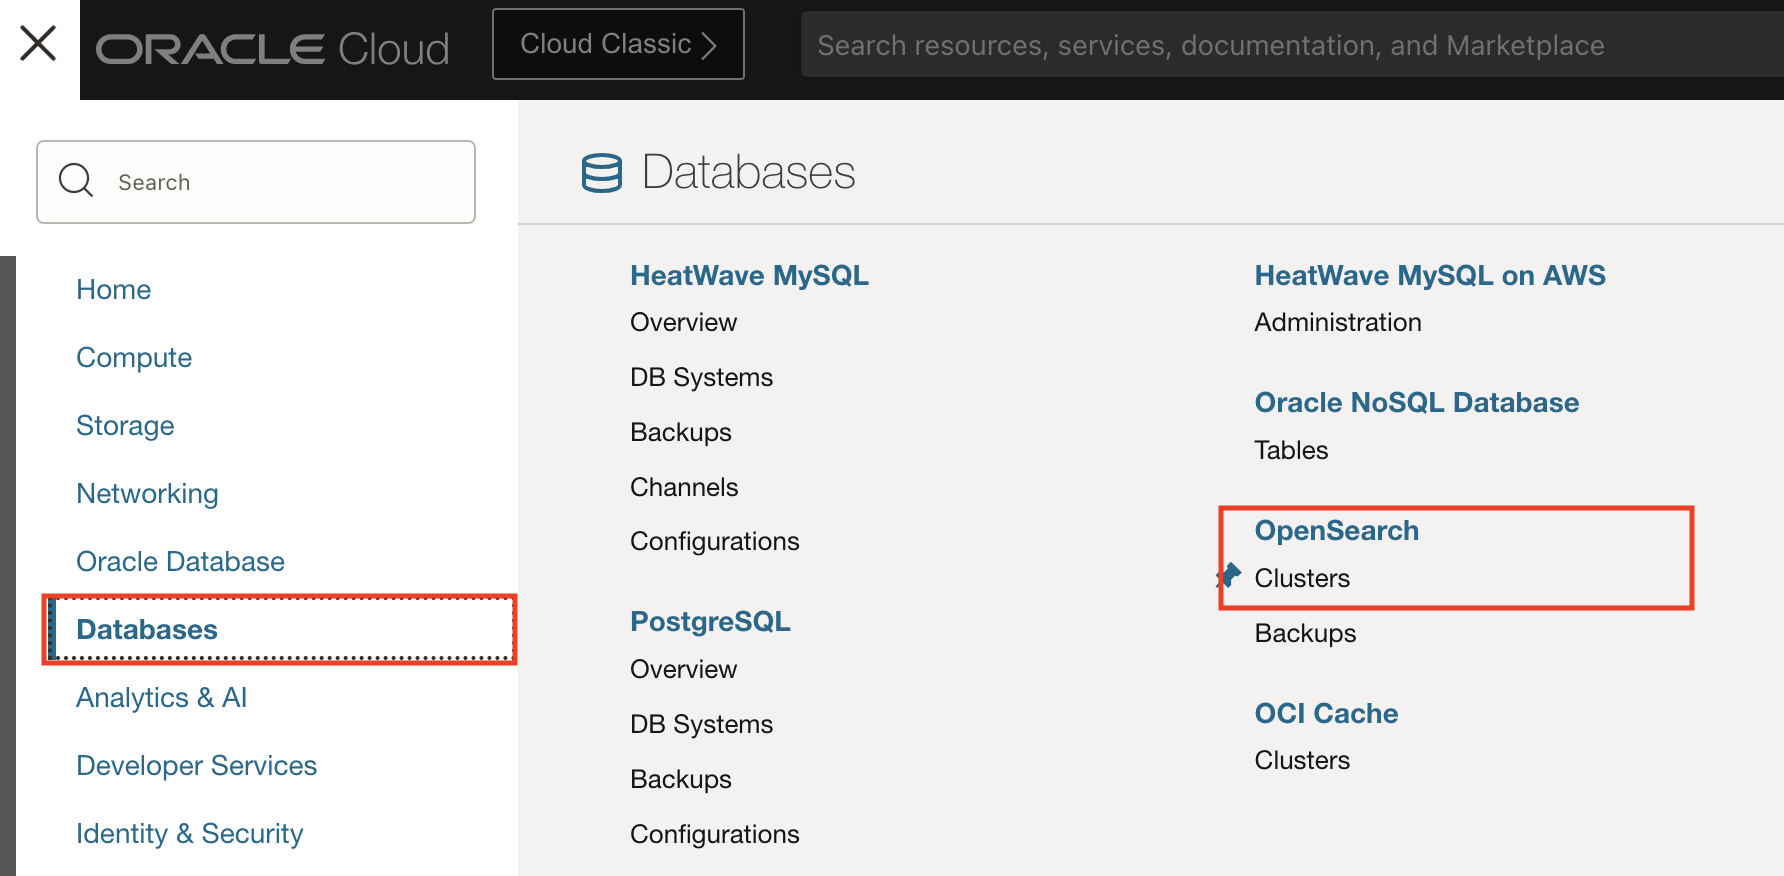 ORACLE Cloud
Cloud Classic
Search resources, services, documentation, and Marketplace
Search
Home
Compute
Storage
Networking
Oracle Database
Databases
Analytics & AI
Developer Services
Identity & Security
Databases
HeatWave MySQL
Overview
DB Systems
Backups
Channels
Configurations
PostgreSQL
Overview
DB Systems
Backups
Configurations
HeatWave MySQL on AWS
Administration
Oracle NoSQL Database
Tables
OpenSearch
Clusters
Backups
OCI Cache
Clusters